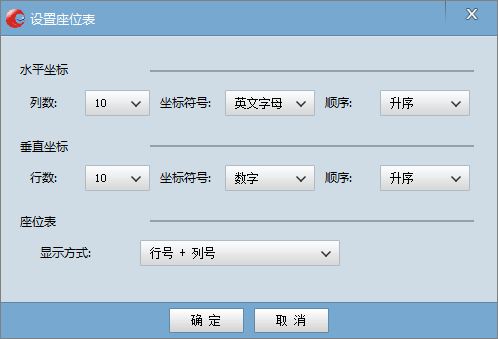 设置座位表
水平坐标
列数: 10 坐标符号: 英文字母 顺序: 升序
垂直坐标
行数: 10 坐标符号: 数字 顺序: 升序
座位表
显示方式: 行号 + 列号
确 定 取 消